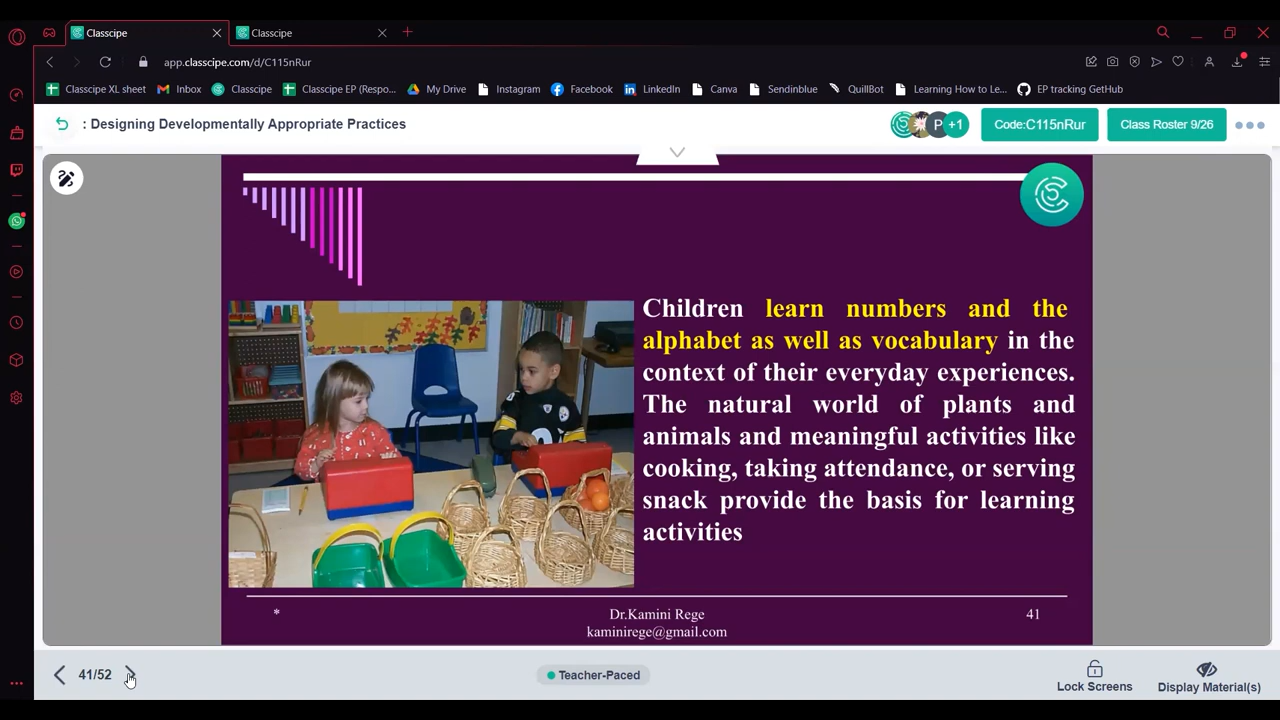 Classcipe
Classcipe
app.classcipe.com/d/C115nRur
Classcipe XL sheet
Inbox
Classcipe
Classcipe EP (Respo...
My Drive
Instagram
Facebook
LinkedIn
Canva
Sendinblue
QuillBot
Learning How to Le...
EP tracking GetHub
: Designing Developmentally Appropriate Practices
P
+1
Code:C115nRur
Class Roster 9/26
Children learn numbers and the
alphabet as well as vocabulary in the
context of their everyday experiences.
The natural world of plants and
animals and meaningful activities like
cooking, taking attendance, or serving
snack provide the basis for learning
activities
*
Dr.Kamini Rege
kaminirege@gmail.com
41
41/52
Teacher-Paced
Lock Screens
Display Material(s)